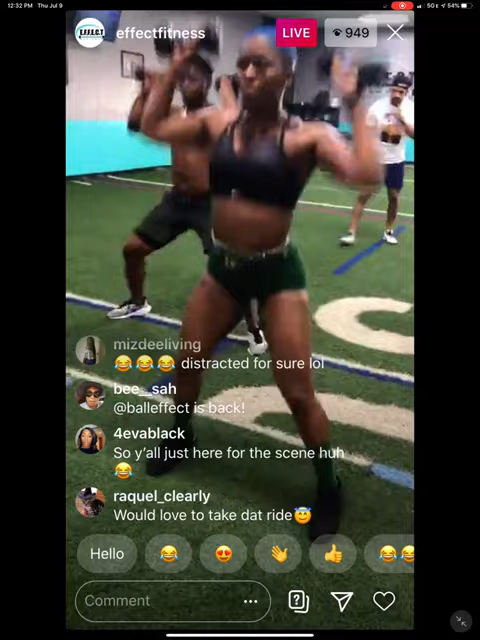 12:32 PM Thu Jul 9
54%
E.F.F.E.C.T
effectfitness
LIVE
949
mizdeeliving
😂😂😂 distracted for sure lol
bee__sah
@balleffect is back!
4evablack
So y'all just here for the scene huh
😂
raquel_clearly
Would love to take dat ride😇
Hello 😂 😍 👋 👍 😂😂
Comment